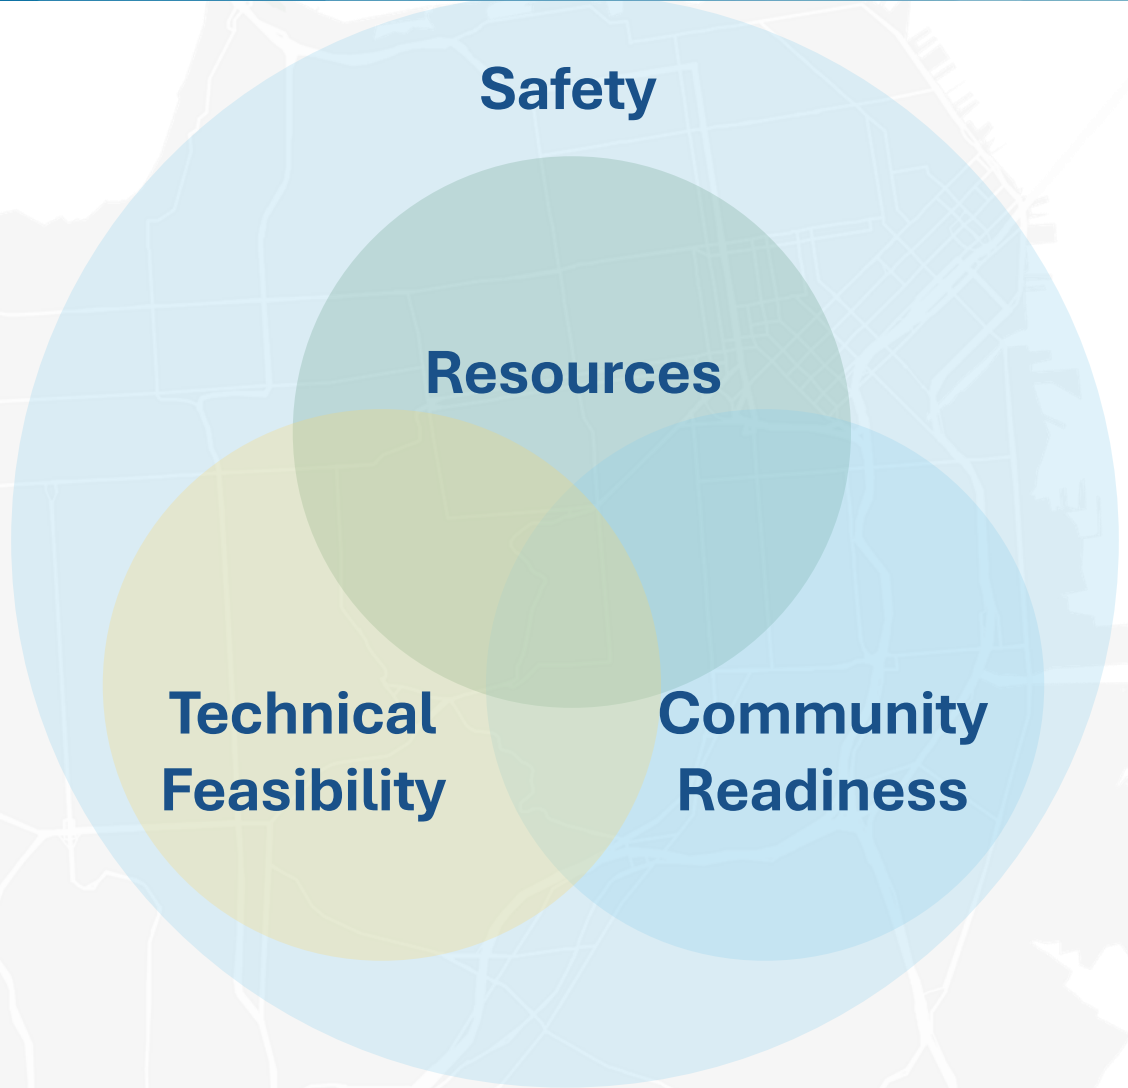 Safety
Resources
Technical
Feasibility
Community
Readiness